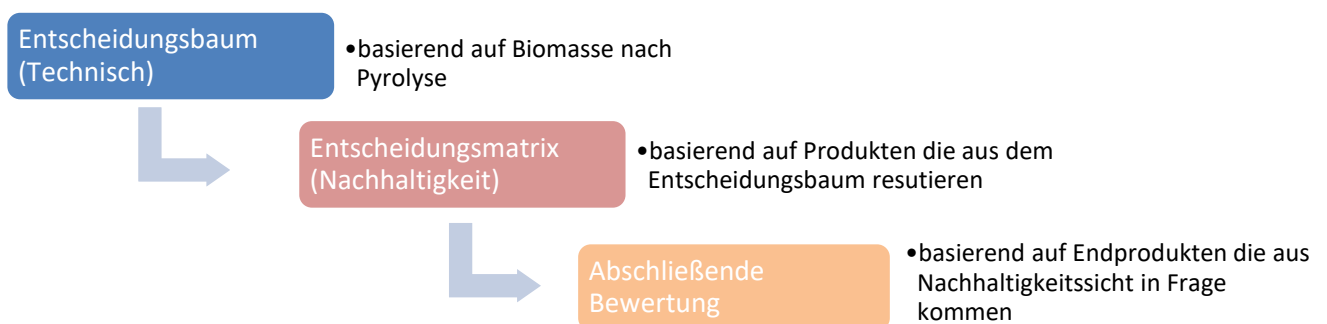 Entscheidungsbaum
(Technisch)
•basierend auf Biomasse nach
Pyrolyse
Entscheidungsmatrix
(Nachhaltigkeit)
•basierend auf Produkten die aus dem
Entscheidungsbaum resutieren
Abschließende
Bewertung
•basierend auf Endprodukten die aus
Nachhaltigkeitssicht in Frage
kommen